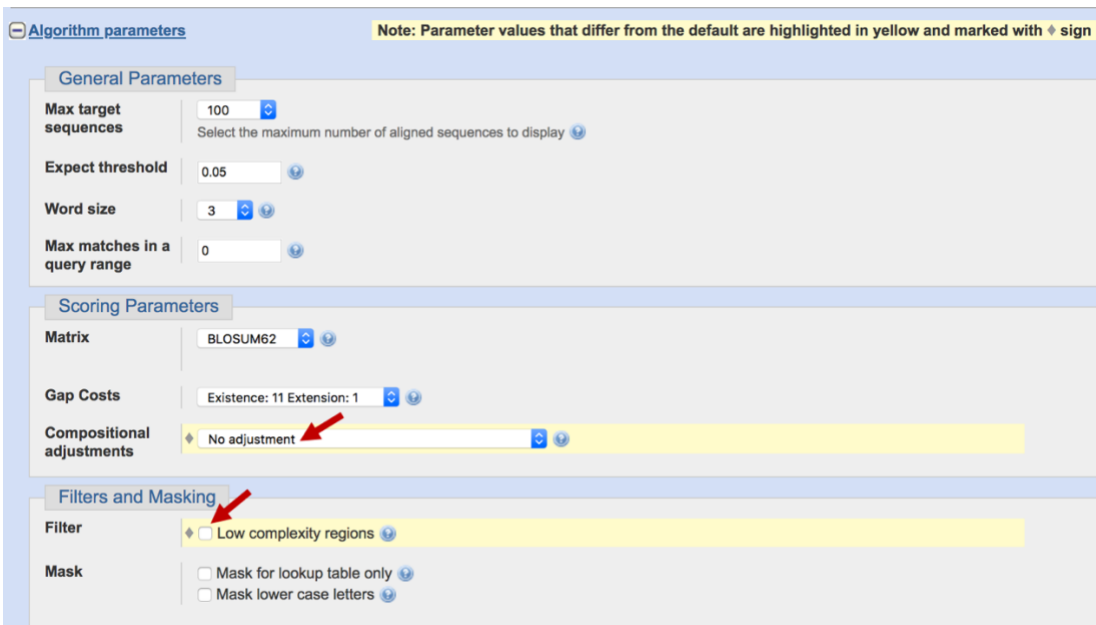 Algorithm parameters
Note: Parameter values that differ from the default are highlighted in yellow and marked with ♦ sign
General Parameters
Max target
sequences
100
Select the maximum number of aligned sequences to display
Expect threshold
0.05
Word size
3
Max matches in a
query range
0
Scoring Parameters
Matrix
BLOSUM62
Gap Costs
Existence: 11 Extension: 1
Compositional
adjustments
♦ No adjustment
Filters and Masking
Filter
♦ Low complexity regions
Mask
Mask for lookup table only
Mask lower case letters